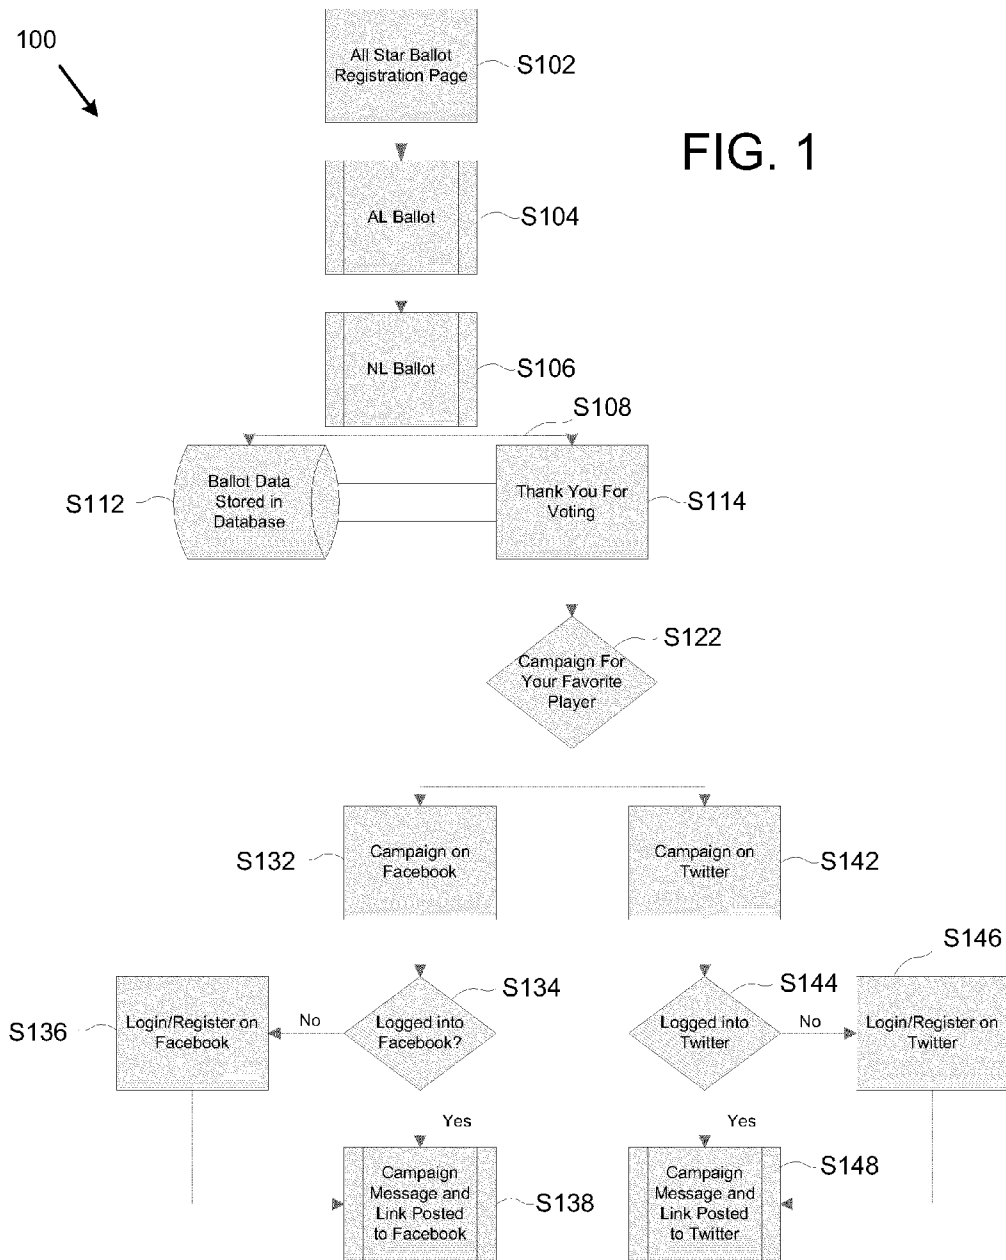 100
All Star Ballot
Registration Page
S102
FIG. 1
AL Ballot
S104
NL Ballot
S106
S108
S112
Ballot Data
Stored in
Database
Thank You For
Voting
S114
S122
Campaign For
Your Favorite
Player
S132
Campaign on
Facebook
Campaign on
Twitter
S142
S146
S134
S144
S136
Login/Register on
Facebook
No
Logged into
Facebook?
Logged into
Twitter
No
Login/Register on
Twitter
Yes
Yes
Campaign
Message and
Link Posted
to Facebook
S138
Campaign
Message and
Link Posted
to Twitter
S148